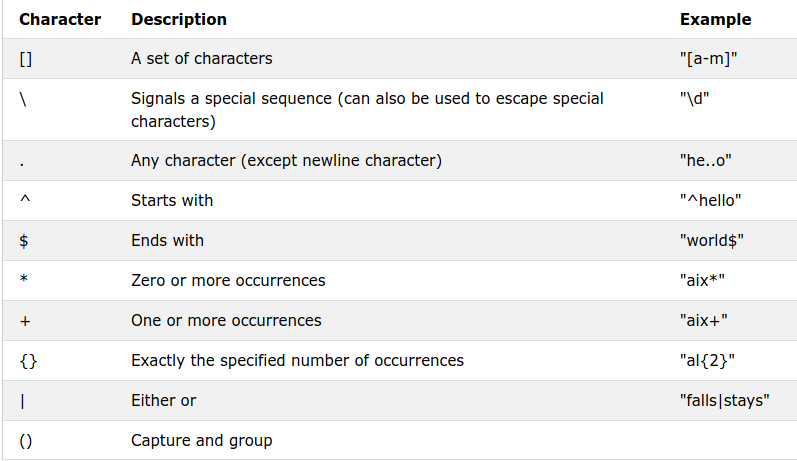 Character Description Example
[] A set of characters "[a-m]"
\ Signals a special sequence (can also be used to escape special "\d"
characters)
. Any character (except newline character) "he..o"
^ Starts with "^hello"
$ Ends with "world$"
* Zero or more occurrences "aix*"
+ One or more occurrences "aix+"
{} Exactly the specified number of occurrences "al{2}"
| Either or "falls|stays"
() Capture and group